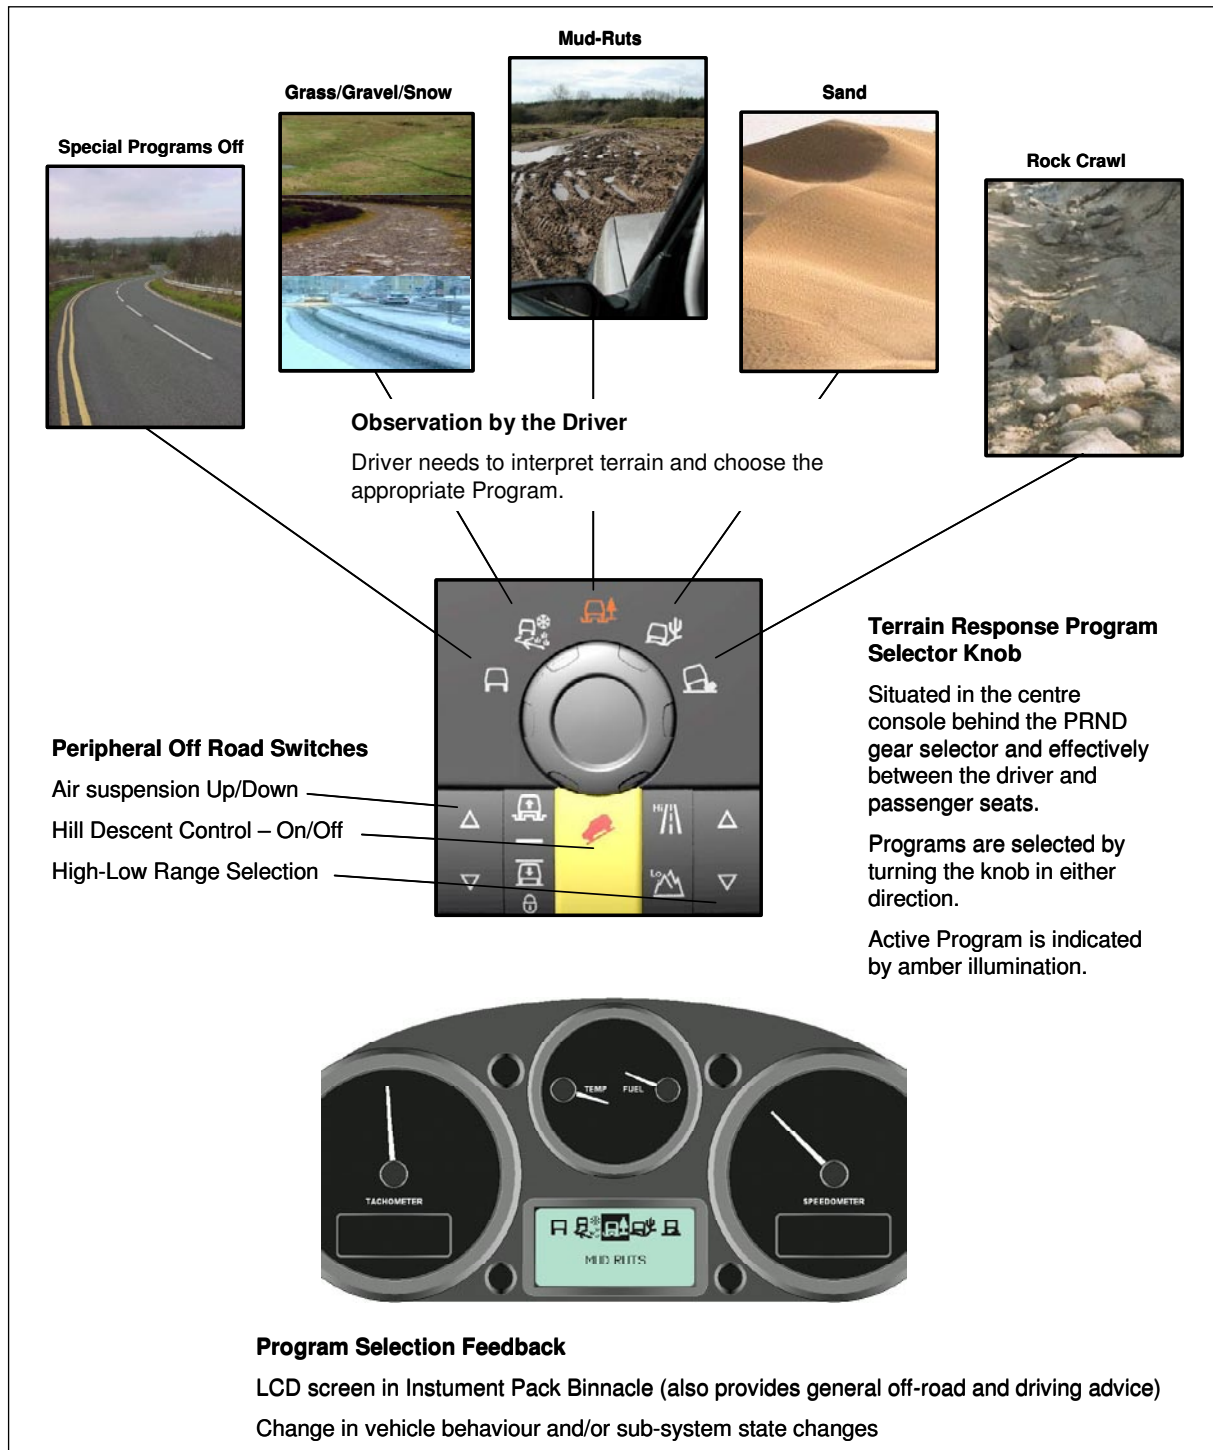 Mud-Ruts
Grass/Gravel/Snow
Sand
Special Programs Off
Rock Crawl
Observation by the Driver
Driver needs to interpret terrain and choose the
appropriate Program.
Terrain Response Program
Selector Knob
Situated in the centre
console behind the PRND
gear selector and effectively
between the driver and
passenger seats.
Programs are selected by
turning the knob in either
direction.
Active Program is indicated
by amber illumination.
Peripheral Off Road Switches
Air suspension Up/Down
Hill Descent Control – On/Off
High-Low Range Selection
Hi
Lo
TEMP FUEL
TACHOMETER
SPEEDOMETER
MUD RUTS
Program Selection Feedback
LCD screen in Instument Pack Binnacle (also provides general off-road and driving advice)
Change in vehicle behaviour and/or sub-system state changes